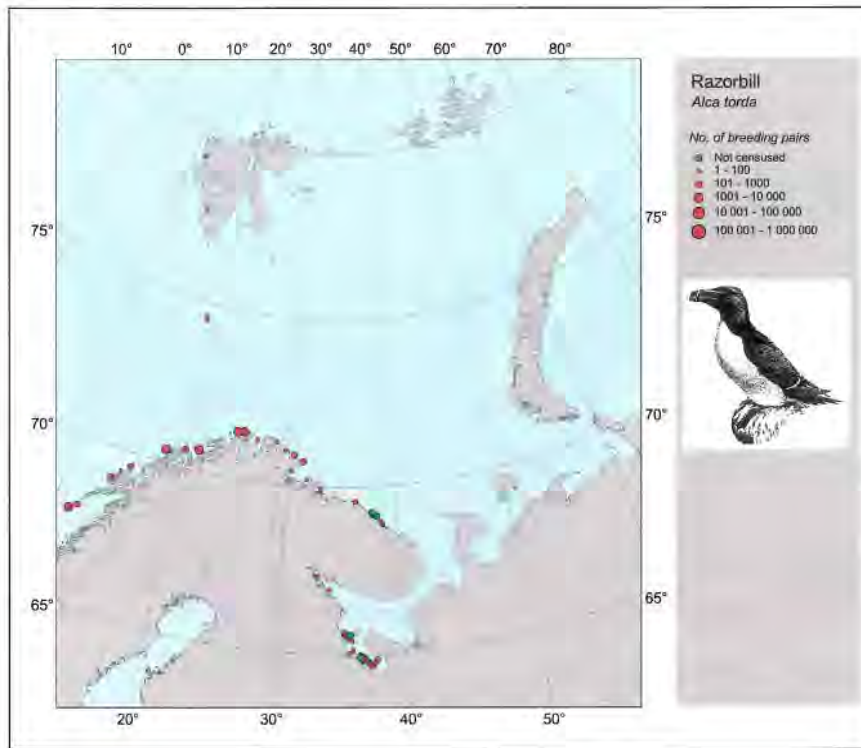 10° 0° 10° 20° 30° 40° 50° 60° 70° 80°
75° 75°
70° 70°
65° 65°
20° 30° 40° 50°
Razorbill
Alca torda
No. of breeding pairs
Not censused
1 - 100
101 - 1000
1001 - 10 000
10 001 - 100 000
100 001 - 1 000 000